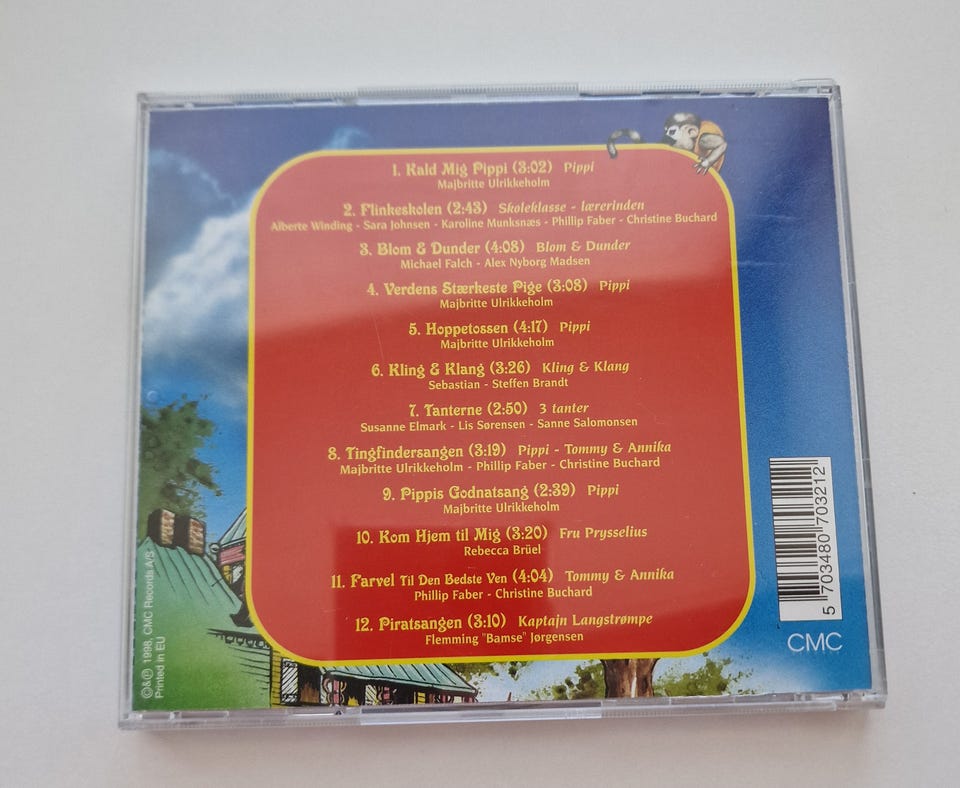 1. Kald Mig Pippi (3:02) Pippi
Majbritte Ulrikkeholm
2. Flinkeskolen (2:43) Skoleklasse - lærerinden
Alberte Winding - Sara Johnsen - Karoline Munksnæs - Phillip Faber - Christine Buchard
3. Blom & Dunder (4:08) Blom & Dunder
Michael Falch - Alex Nyborg Madsen
4. Verdens Stærkeste Pige (3:08) Pippi
Majbritte Ulrikkeholm
5. Hoppetossen (4:17) Pippi
Majbritte Ulrikkeholm
6. Kling & Klang (3:26) Kling & Klang
Sebastian - Steffen Brandt
7. Tanterne (2:50) 3 tanter
Susanne Elmark - Lis Sørensen - Sanne Salomonsen
8. Tingfindersangen (3:19) Pippi - Tommy & Annika
Majbritte Ulrikkeholm - Phillip Faber - Christine Buchard
9. Pippis Godnatsang (2:39) Pippi
Majbritte Ulrikkeholm
10. Kom Hjem til Mig (3:20) Fru Prysselius
Rebecca Brüel
11. Farvel Til Den Bedste Ven (4:04) Tommy & Annika
Phillip Faber - Christine Buchard
12. Piratsangen (3:10) Kaptajn Langstrømpe
Flemming "Bamse" Jørgensen
5 703480 703212
CMC
©&℗ 1998, CMC Records A/S
Printed in EU